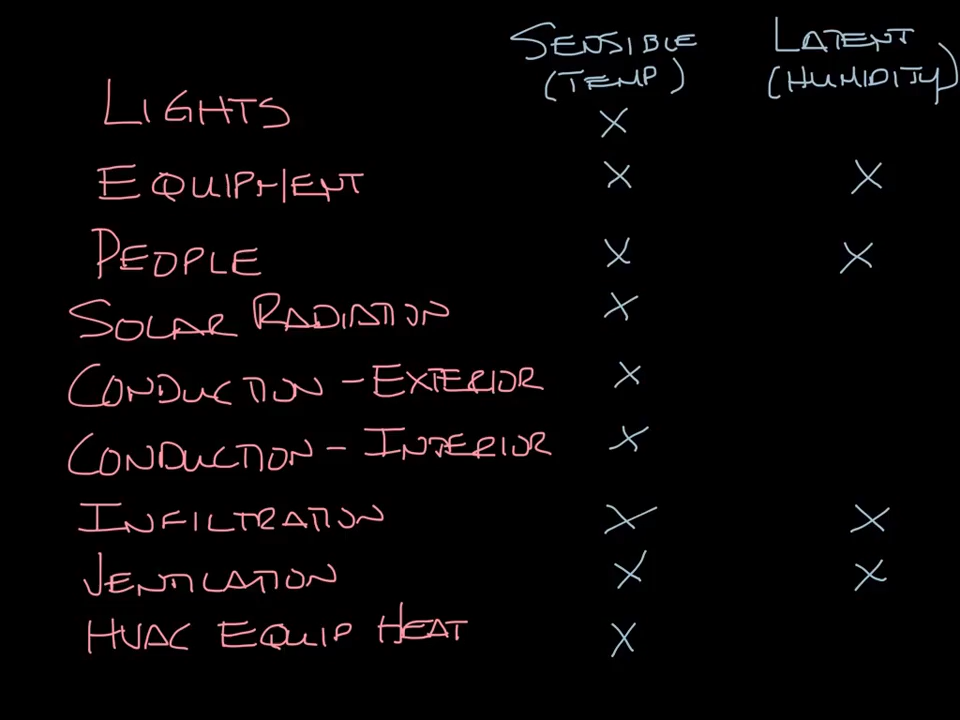 SENSIBLE LATENT
(TEMP) (HUMIDITY)
LIGHTS X
EQUIPMENT X X
PEOPLE X X
SOLAR RADIATION X
CONDUCTION - EXTERIOR X
CONDUCTION - INTERIOR X
INFILTRATION X X
VENTILATION X X
HVAC EQUIP HEAT X